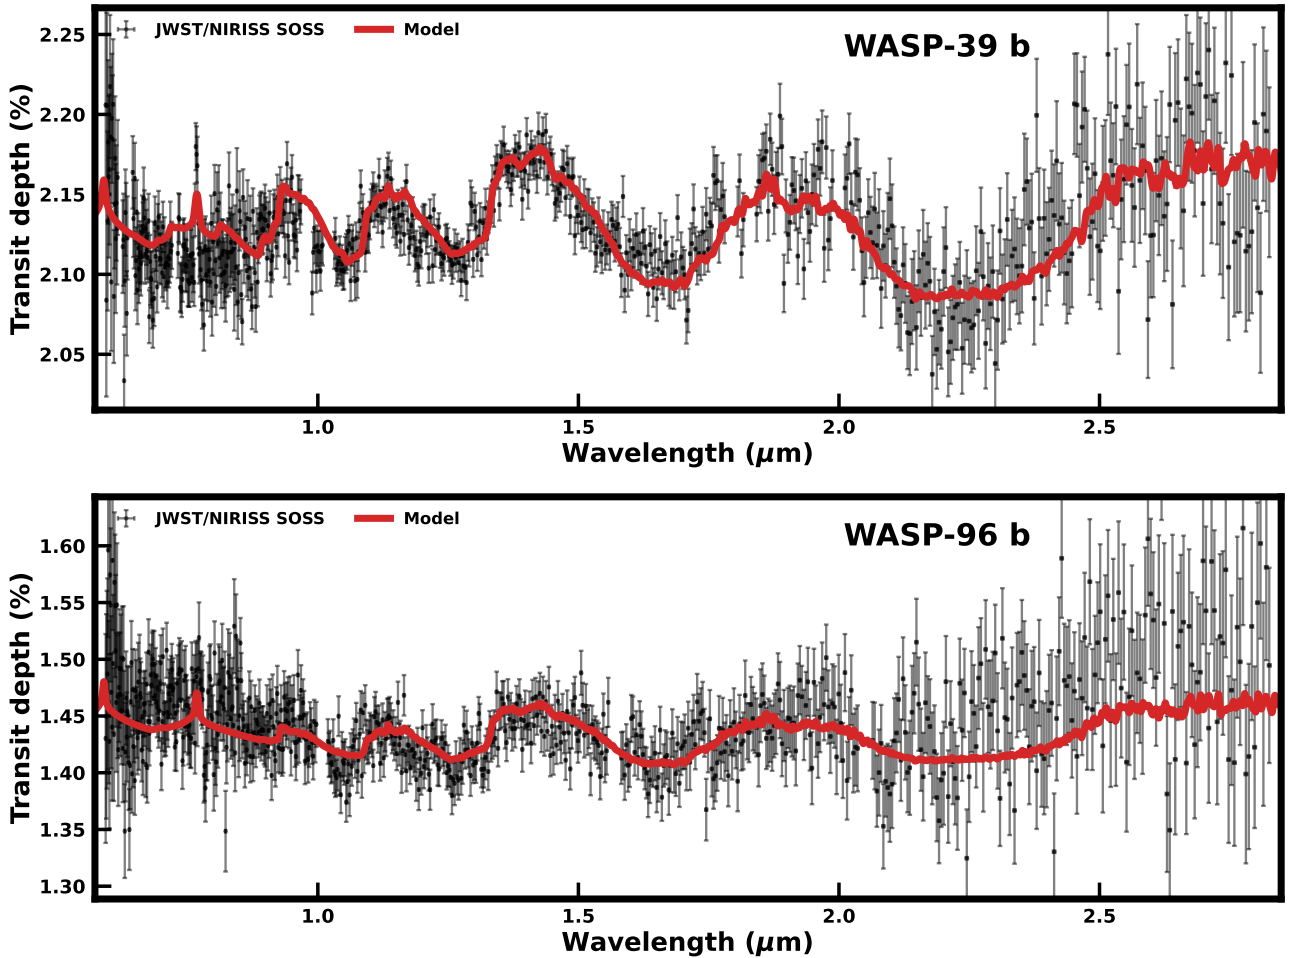 JWST/NIRISS SOSS Model
WASP-39 b
Transit depth (%)
2.25
2.20
2.15
2.10
2.05
1.0 1.5 2.0 2.5
Wavelength (μm)
JWST/NIRISS SOSS Model
WASP-96 b
Transit depth (%)
1.60
1.55
1.50
1.45
1.40
1.35
1.30
1.0 1.5 2.0 2.5
Wavelength (μm)